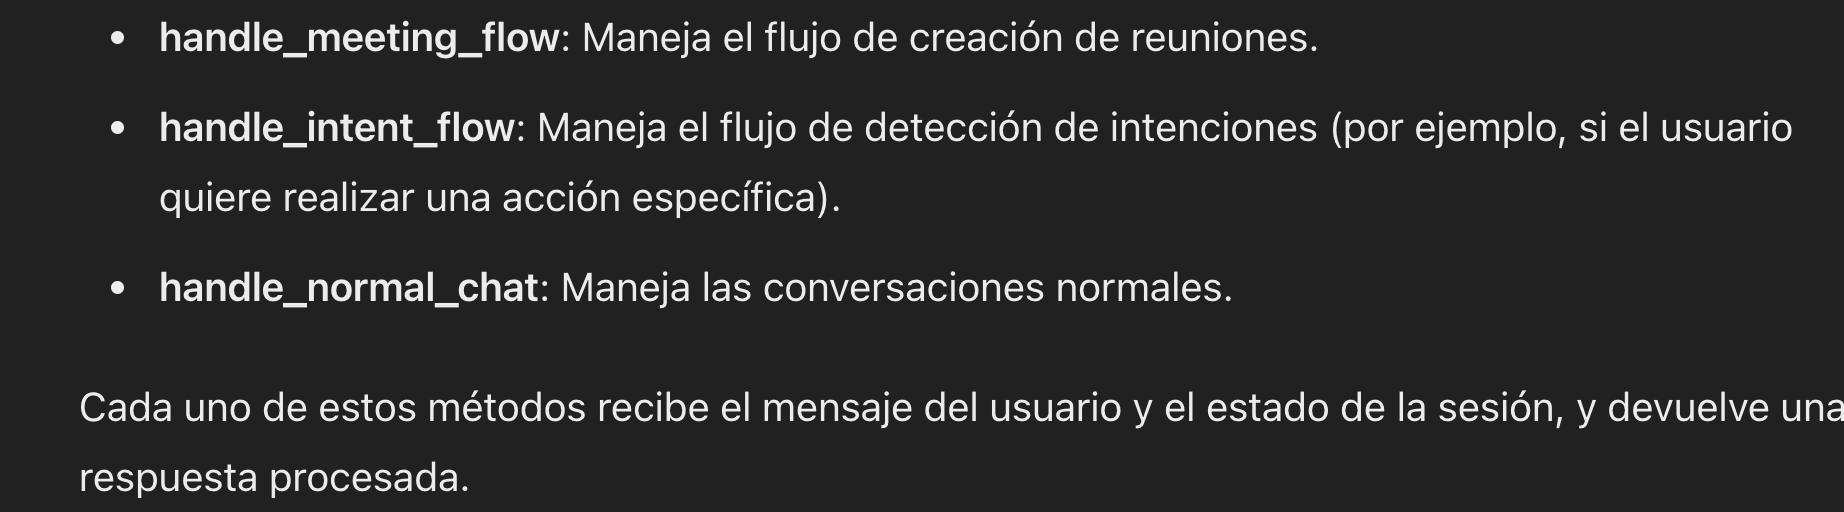 • handle_meeting_flow: Maneja el flujo de creación de reuniones.
• handle_intent_flow: Maneja el flujo de detección de intenciones (por ejemplo, si el usuario
quiere realizar una acción específica).
• handle_normal_chat: Maneja las conversaciones normales.
Cada uno de estos métodos recibe el mensaje del usuario y el estado de la sesión, y devuelve una
respuesta procesada.